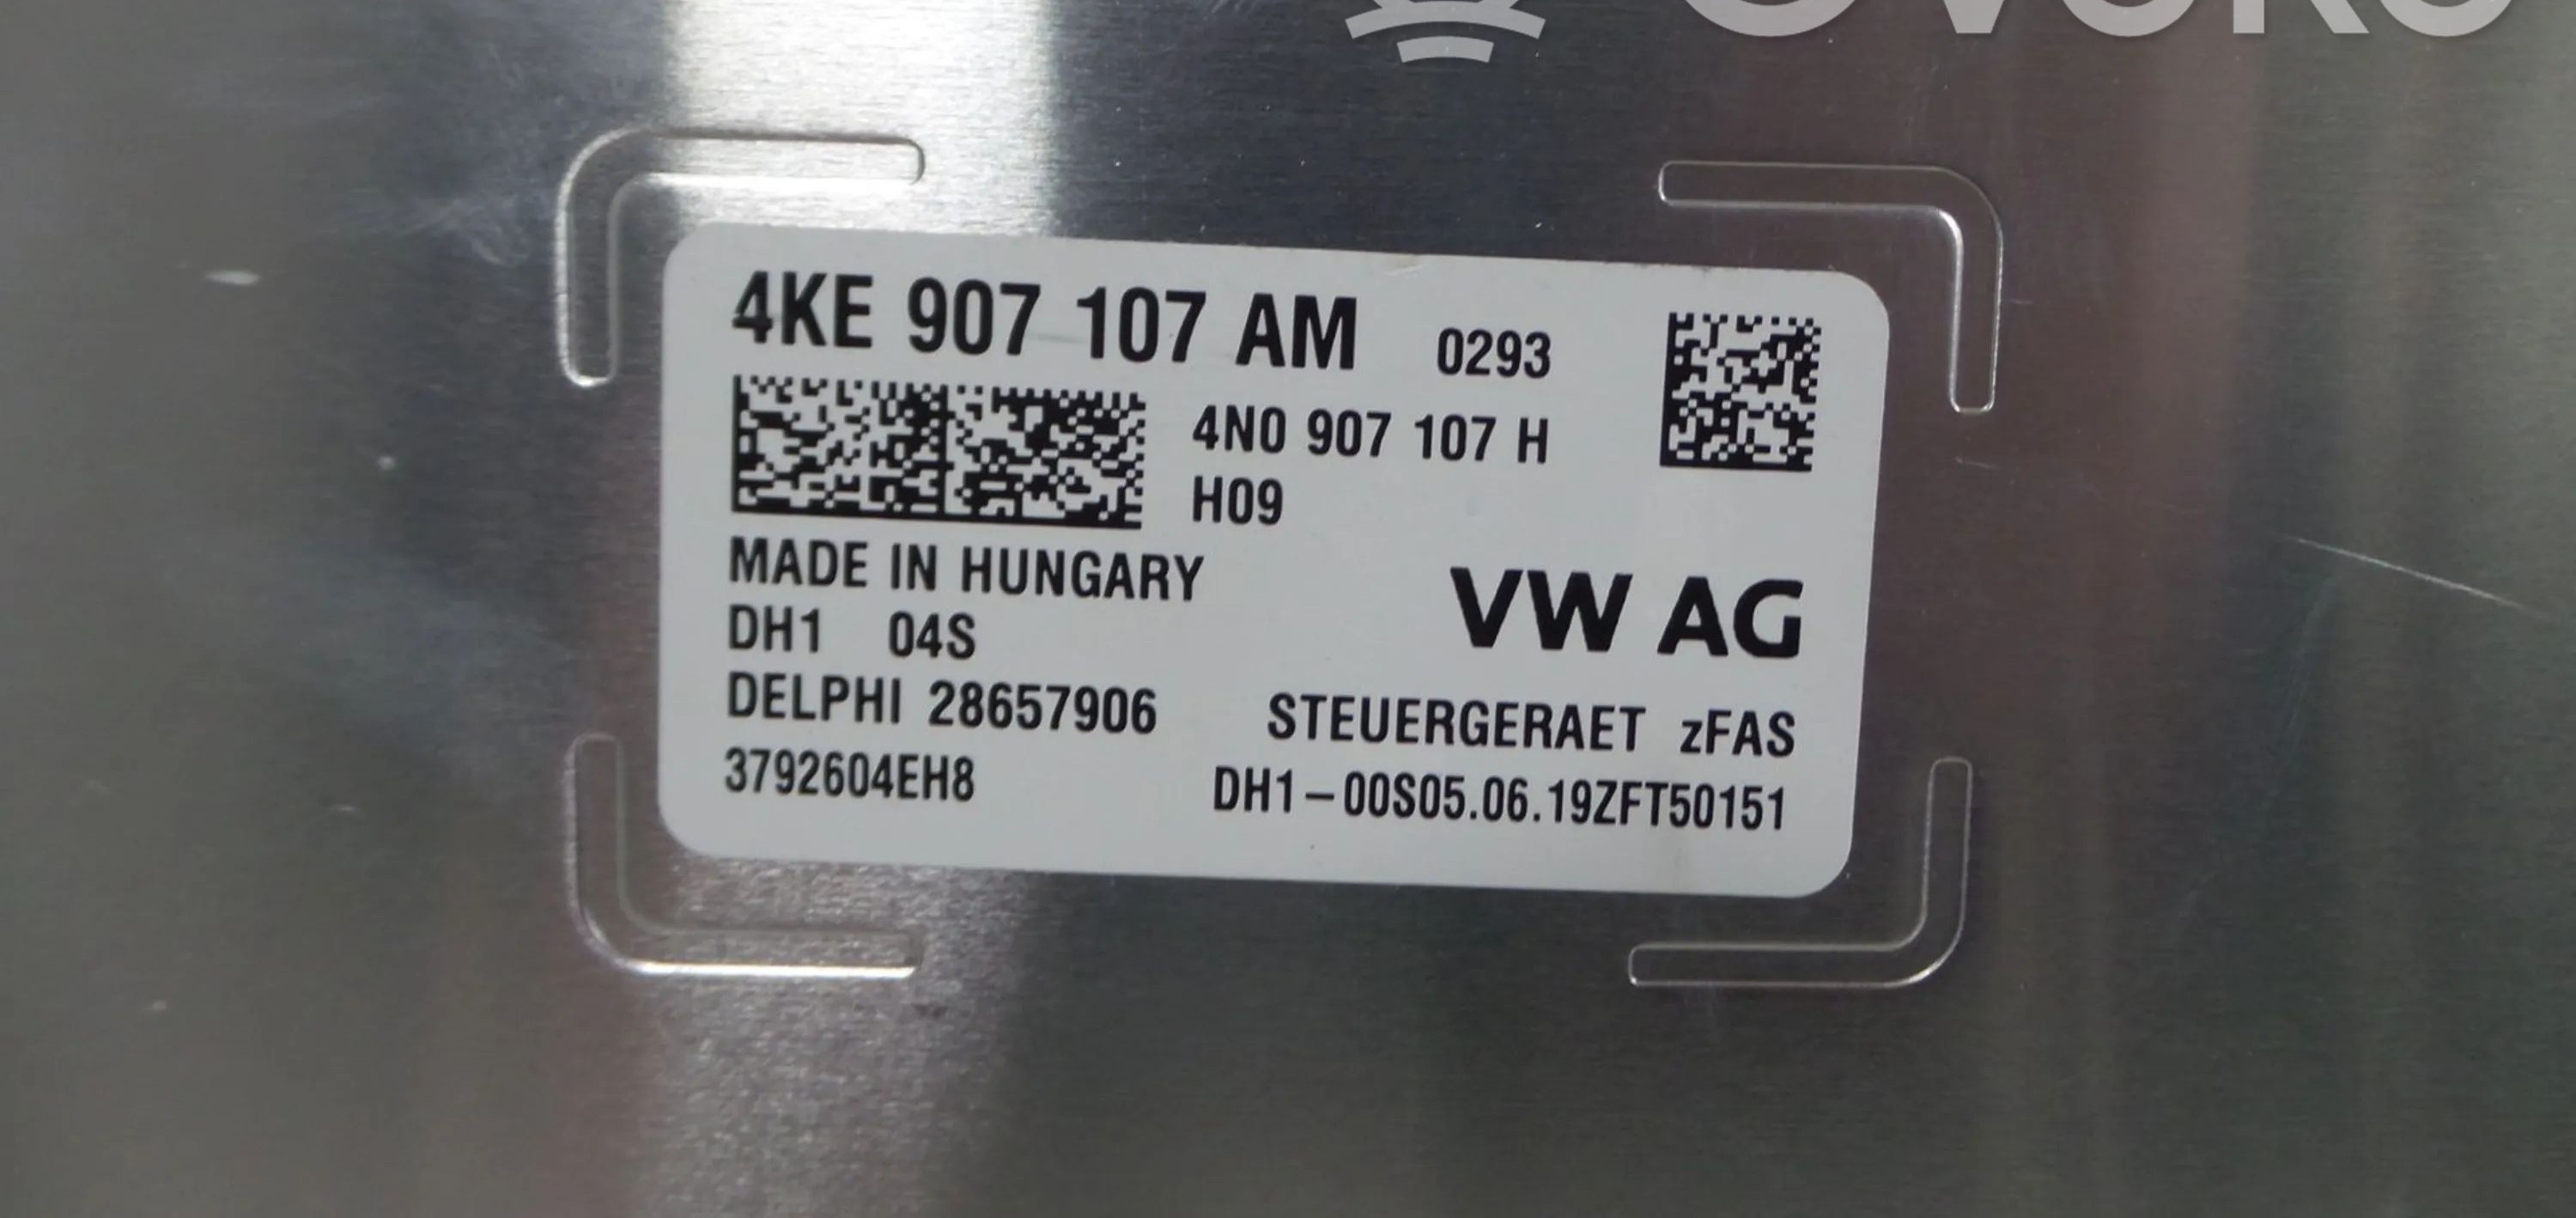 4KE 907 107 AM 0293
4N0 907 107 H
H09
MADE IN HUNGARY
DH1 04S
VW AG
DELPHI 28657906
STEUERGERAET zFAS
3792604EH8
DH1-00S05.06.19ZFT50151